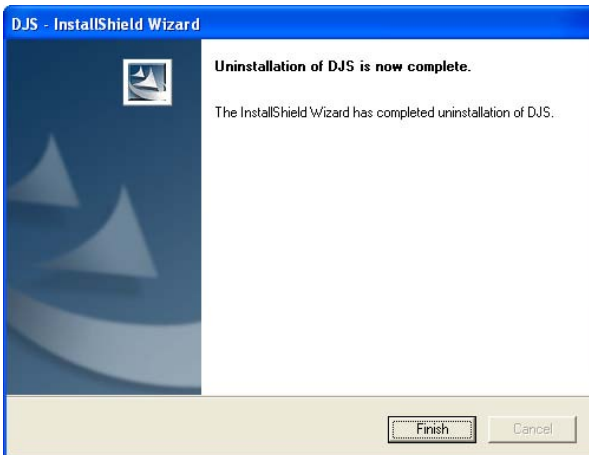 DJS - InstallShield Wizard
Uninstallation of DJS is now complete.
The InstallShield Wizard has completed uninstallation of DJS.
Finish
Cancel